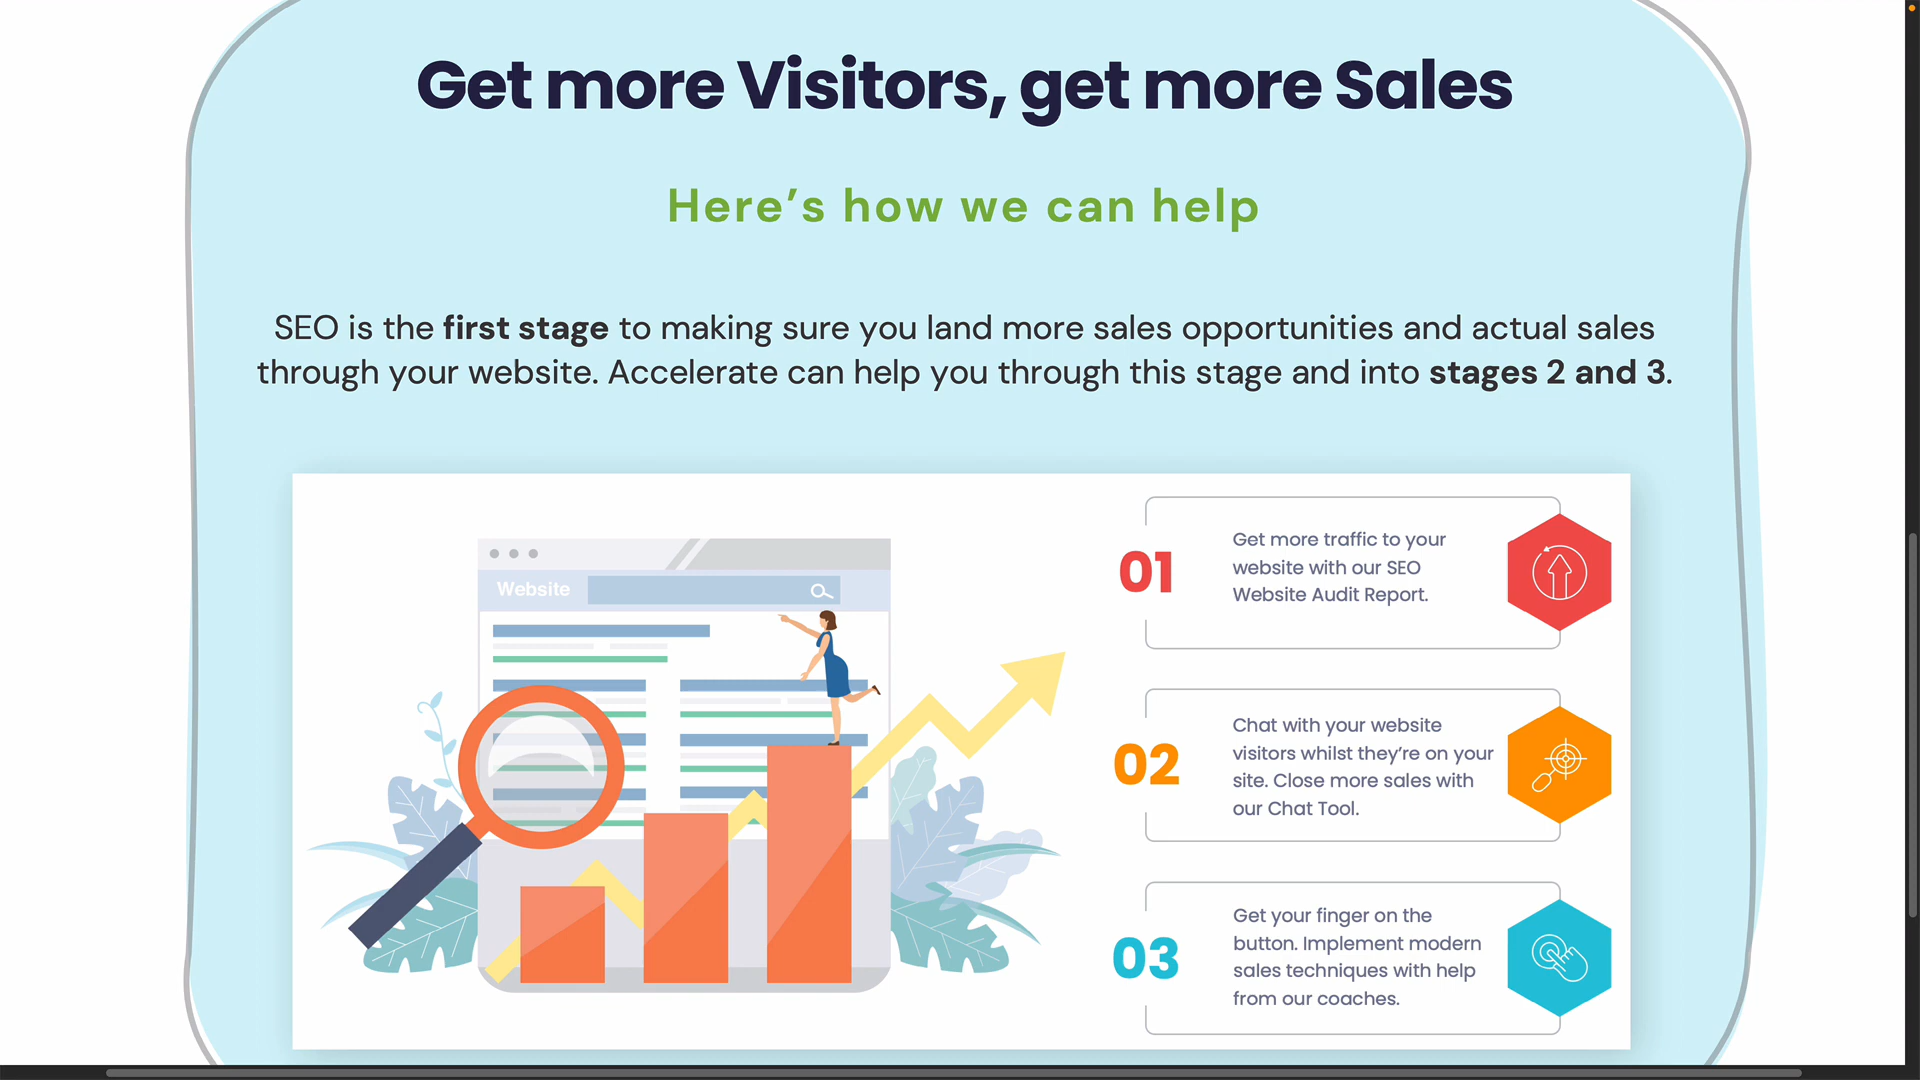 Get more Visitors, get more Sales
Here’s how we can help
SEO is the first stage to making sure you land more sales opportunities and actual sales
through your website. Accelerate can help you through this stage and into stages 2 and 3.
Website
01
Get more traffic to your
website with our SEO
Website Audit Report.
02
Chat with your website
visitors whilst they’re on your
site. Close more sales with
our Chat Tool.
03
Get your finger on the
button. Implement modern
sales techniques with help
from our coaches.